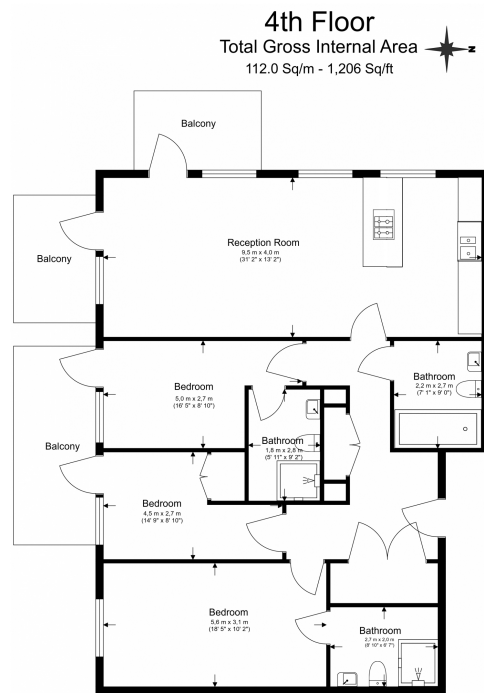 4th Floor
Total Gross Internal Area
112.0 Sq/m - 1,206 Sq/ft
N
Balcony
Reception Room
9,5 m x 4,0 m
(31' 2" x 13' 2")
Balcony
Bedroom
5,0 m x 2,7 m
(16' 5" x 8' 10")
Bathroom
2,2 m x 2,7 m
(7' 1" x 9' 0")
Bathroom
1,8 m x 2,8 m
(5' 11" x 9' 2")
Balcony
Bedroom
4,5 m x 2,7 m
(14' 9" x 8' 10")
Bedroom
5,6 m x 3,1 m
(18' 5" x 10' 2")
Bathroom
2,7 m x 2,0 m
(8' 10" x 6' 7")